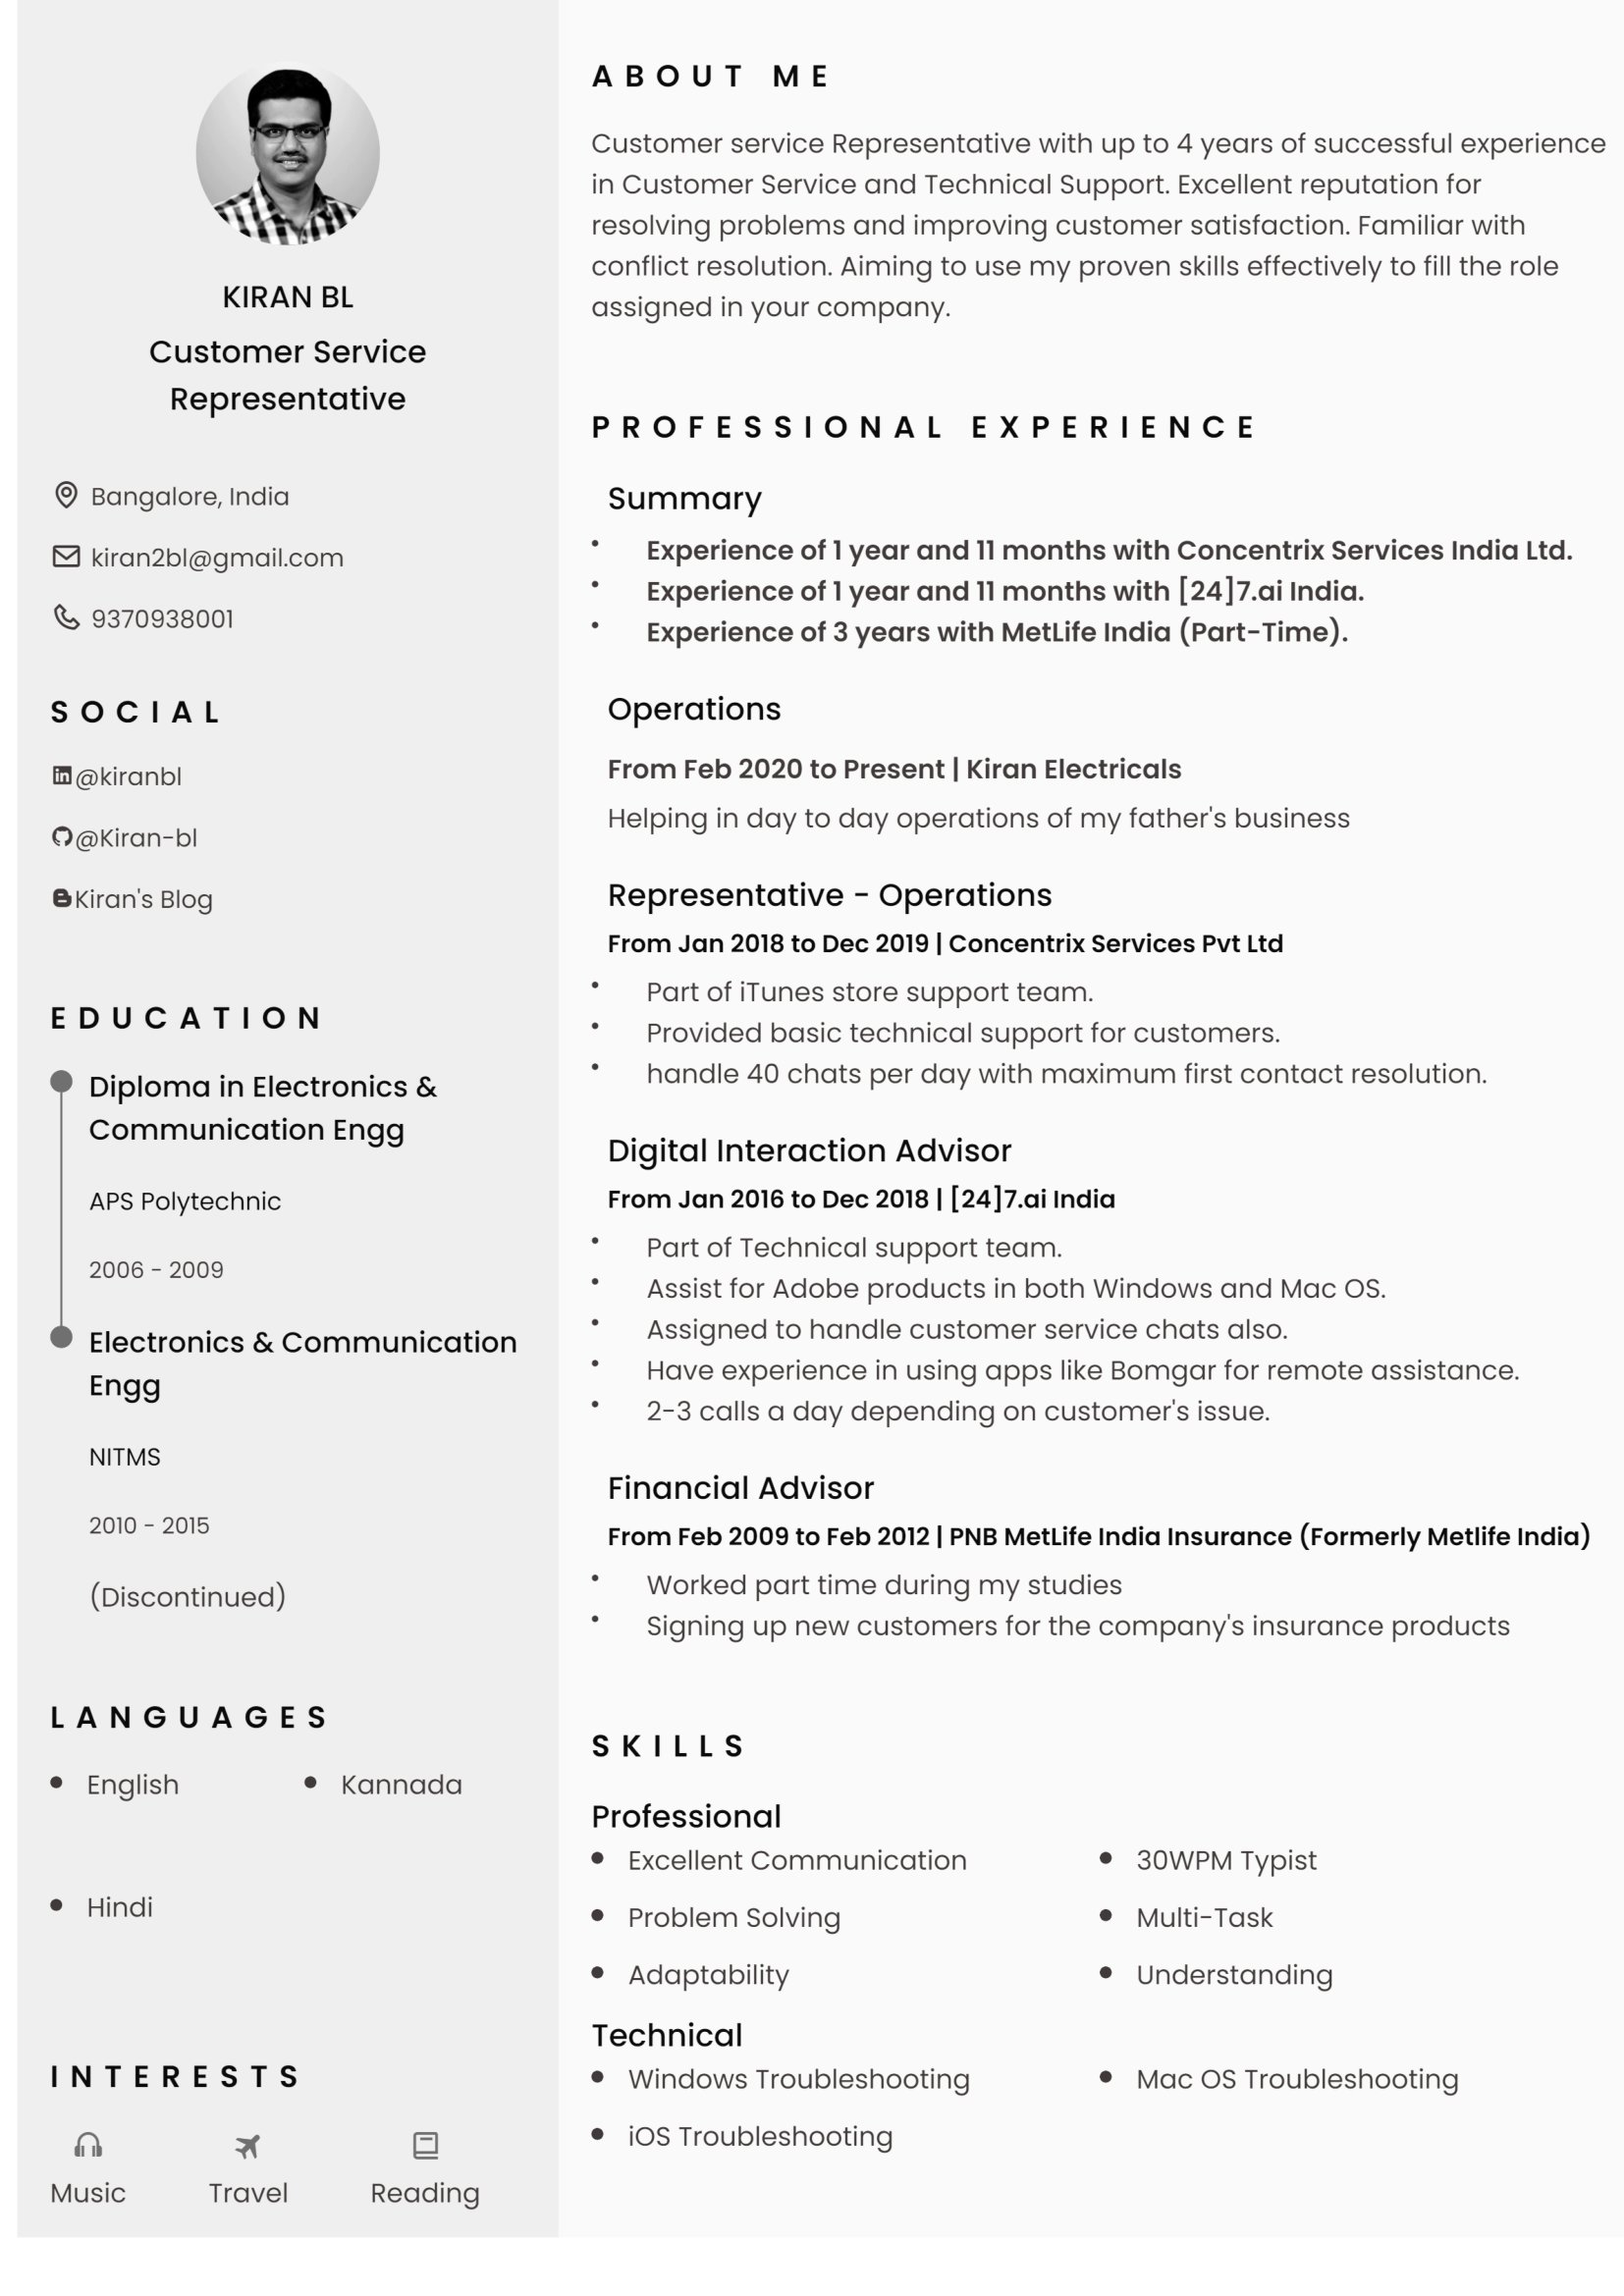 KIRAN BL
Customer Service
Representative
Bangalore, India
kiran2bl@gmail.com
9370938001
SOCIAL
@kiranbl
@Kiran-bl
Kiran's Blog
EDUCATION
Diploma in Electronics &
Communication Engg
APS Polytechnic
2006 - 2009
Electronics & Communication
Engg
NITMS
2010 - 2015
(Discontinued)
LANGUAGES
English
Kannada
Hindi
INTERESTS
Music
Travel
Reading
ABOUT ME
Customer service Representative with up to 4 years of successful experience
in Customer Service and Technical Support. Excellent reputation for
resolving problems and improving customer satisfaction. Familiar with
conflict resolution. Aiming to use my proven skills effectively to fill the role
assigned in your company.
PROFESSIONAL EXPERIENCE
Summary
Experience of 1 year and 11 months with Concentrix Services India Ltd.
Experience of 1 year and 11 months with [24]7.ai India.
Experience of 3 years with MetLife India (Part-Time).
Operations
From Feb 2020 to Present | Kiran Electricals
Helping in day to day operations of my father's business
Representative - Operations
From Jan 2018 to Dec 2019 | Concentrix Services Pvt Ltd
Part of iTunes store support team.
Provided basic technical support for customers.
handle 40 chats per day with maximum first contact resolution.
Digital Interaction Advisor
From Jan 2016 to Dec 2018 | [24]7.ai India
Part of Technical support team.
Assist for Adobe products in both Windows and Mac OS.
Assigned to handle customer service chats also.
Have experience in using apps like Bomgar for remote assistance.
2-3 calls a day depending on customer's issue.
Financial Advisor
From Feb 2009 to Feb 2012 | PNB MetLife India Insurance (Formerly Metlife India)
Worked part time during my studies
Signing up new customers for the company's insurance products
SKILLS
Professional
Excellent Communication
30WPM Typist
Problem Solving
Multi-Task
Adaptability
Understanding
Technical
Windows Troubleshooting
Mac OS Troubleshooting
iOS Troubleshooting